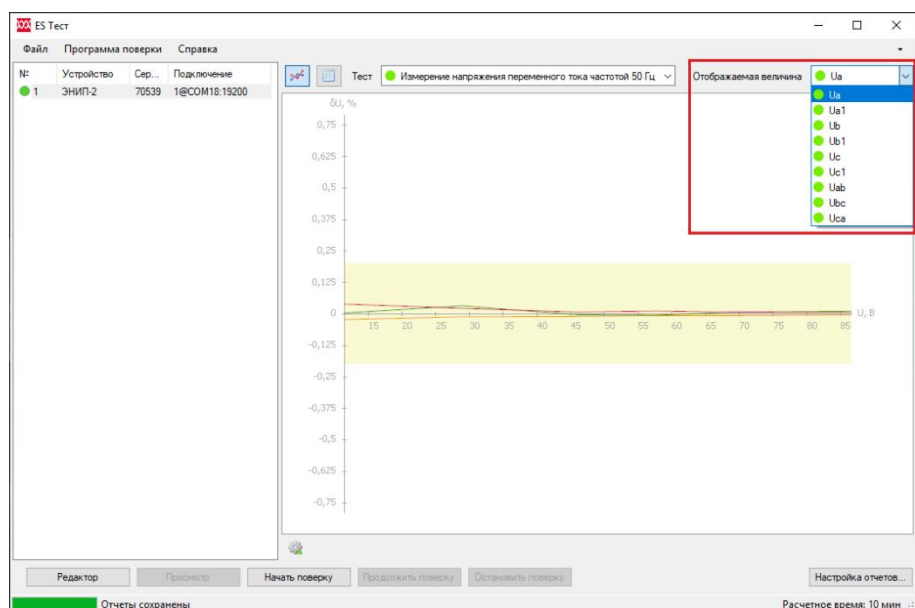 ES Тест
Файл Программа поверки Справка
№ Устройство Сер... Подключение
1 ЭНИП-2 70539 1@COM18:19200
Тест Измерение напряжения переменного тока частотой 50 Гц Отображаемая величина Ua
Ua
Ua1
Ub
Ub1
Uc
Uc1
Uab
Ubc
Uca
δU, %
0,75
0,625
0,5
0,375
0,25
0,125
0
15 20 25 30 35 40 45 50 55 60 65 70 75 80 85 U, В
-0,125
-0,25
-0,375
-0,5
-0,625
-0,75
Редактор Просмотр Начать поверку Продолжить поверку Остановить поверку Настройка отчетов...
Отчеты сохранены Расчетное время: 10 мин